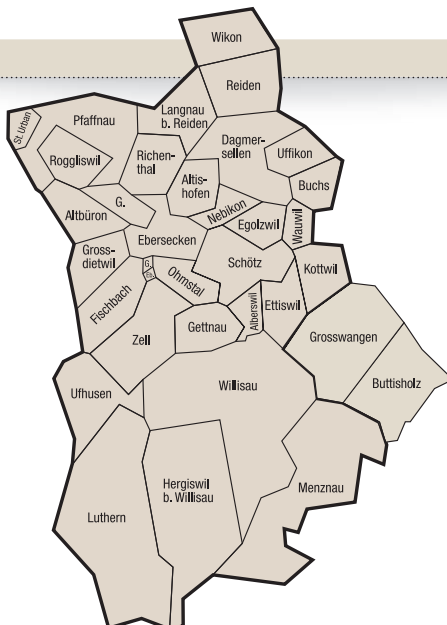 Wikon
Reiden
Langnau
b. Reiden
Pfaffnau
St. Urban
Dagmer-
sellen
Uffikon
Roggliswil
Richen-
thal
Altis-
hofen
Buchs
G.
Nebikon
Altbüron
Egolzwil
Wauwil
Ebersecken
Gross-
dietwil
Schötz
Kottwil
G.
Ohmstal
Fischbach
Alberswil
Ettiswil
Gettnau
Zell
Grosswangen
Buttisholz
Willisau
Ufhusen
Hergiswil
b. Willisau
Menznau
Luthern